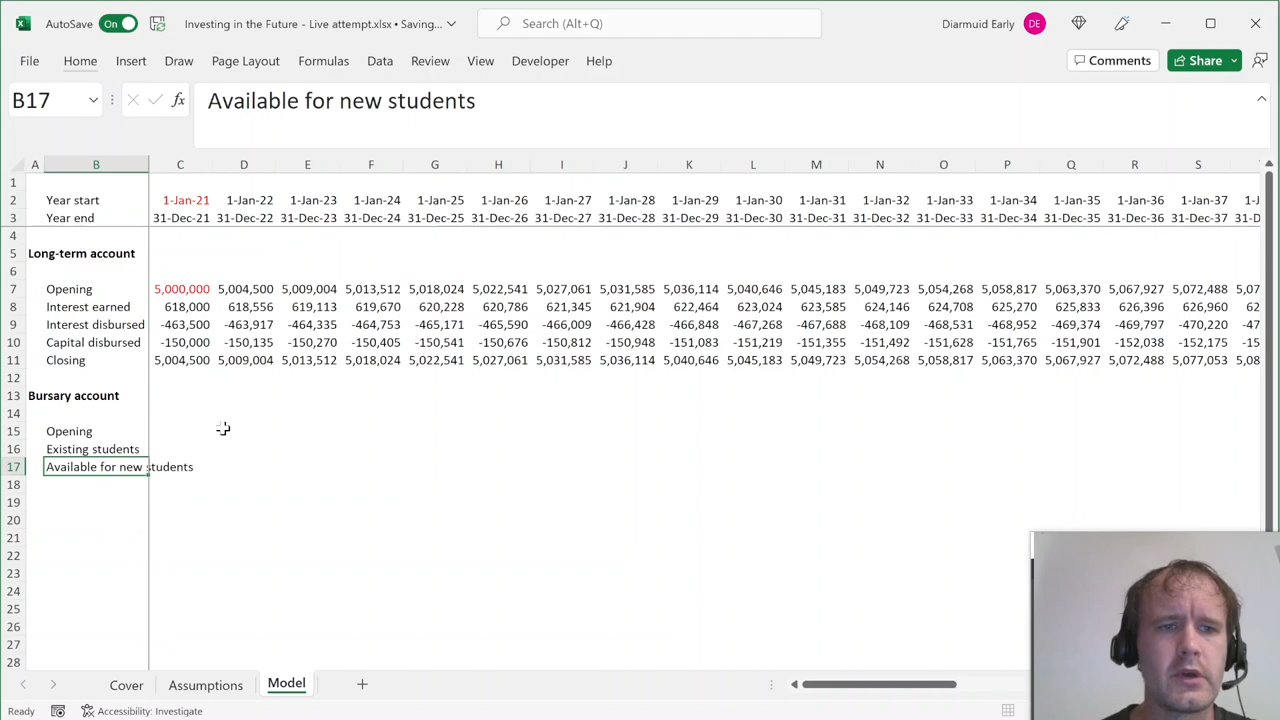 AutoSave On Investing in the Future - Live attempt.xlsx • Saving... Search (Alt+Q) Diarmuid Early DE
File Home Insert Draw Page Layout Formulas Data Review View Developer Help Comments Share
B17 fx Available for new students
A B C D E F G H I J K L M N O P Q R S
1
2 Year start 1-Jan-21 1-Jan-22 1-Jan-23 1-Jan-24 1-Jan-25 1-Jan-26 1-Jan-27 1-Jan-28 1-Jan-29 1-Jan-30 1-Jan-31 1-Jan-32 1-Jan-33 1-Jan-34 1-Jan-35 1-Jan-36 1-Jan-37 1-J
3 Year end 31-Dec-21 31-Dec-22 31-Dec-23 31-Dec-24 31-Dec-25 31-Dec-26 31-Dec-27 31-Dec-28 31-Dec-29 31-Dec-30 31-Dec-31 31-Dec-32 31-Dec-33 31-Dec-34 31-Dec-35 31-Dec-36 31-Dec-37 31-D
4
5 Long-term account
6
7 Opening 5,000,000 5,004,500 5,009,004 5,013,512 5,018,024 5,022,541 5,027,061 5,031,585 5,036,114 5,040,646 5,045,183 5,049,723 5,054,268 5,058,817 5,063,370 5,067,927 5,072,488 5,07
8 Interest earned 618,000 618,556 619,113 619,670 620,228 620,786 621,345 621,904 622,464 623,024 623,585 624,146 624,708 625,270 625,833 626,396 626,960 62
9 Interest disbursed -463,500 -463,917 -464,335 -464,753 -465,171 -465,590 -466,009 -466,428 -466,848 -467,268 -467,688 -468,109 -468,531 -468,952 -469,374 -469,797 -470,220 -47
10 Capital disbursed -150,000 -150,135 -150,270 -150,405 -150,541 -150,676 -150,812 -150,948 -151,083 -151,219 -151,355 -151,492 -151,628 -151,765 -151,901 -152,038 -152,175 -15
11 Closing 5,004,500 5,009,004 5,013,512 5,018,024 5,022,541 5,027,061 5,031,585 5,036,114 5,040,646 5,045,183 5,049,723 5,054,268 5,058,817 5,063,370 5,067,927 5,072,488 5,077,053 5,08
12
13 Bursary account
14
15 Opening
16 Existing students
17 Available for new students
18
19
20
21
22
23
24
25
26
27
28
Cover Assumptions Model
Ready Accessibility: Investigate